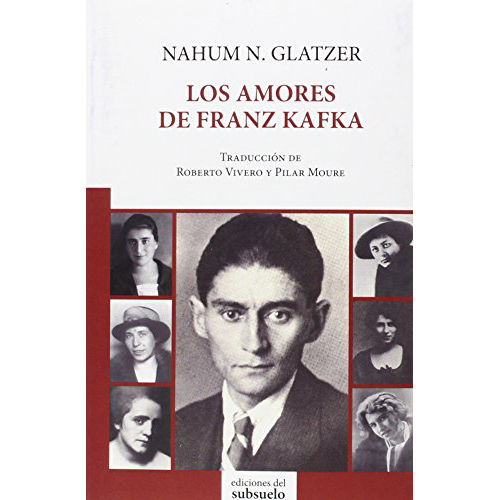 NAHUM N. GLATZER
LOS AMORES
DE FRANZ KAFKA
TRADUCCIÓN DE
ROBERTO VIVERO Y PILAR MOURE
ediciones del
subsuelo